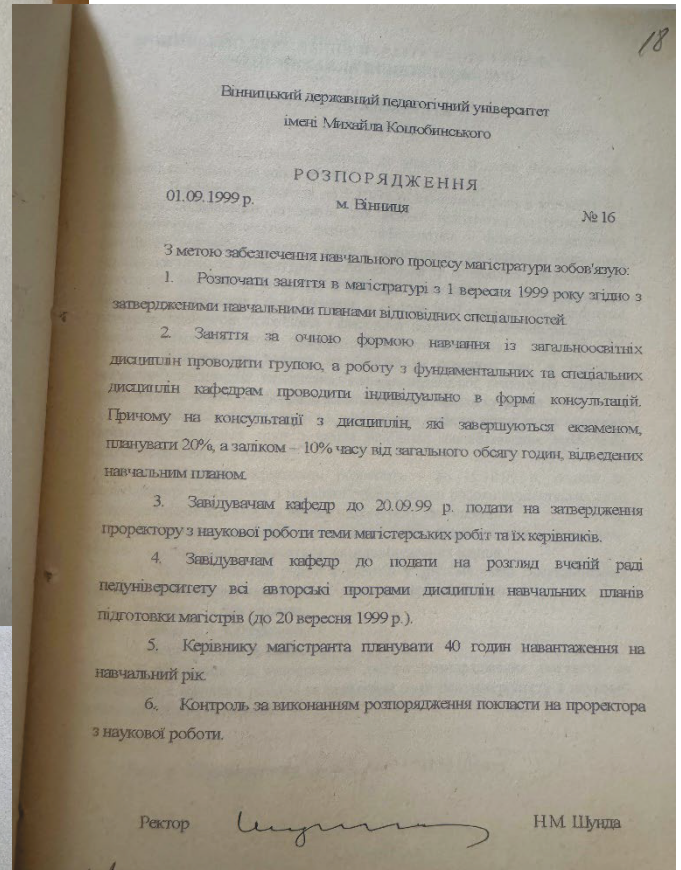 18
Вінницький державний педагогічний університет
імені Михайла Коцюбинського
РОЗПОРЯДЖЕННЯ
01.09.1999 р. м. Вінниця № 16
З метою забезпечення навчального процесу магістратури зобов'язую:
1. Розпочати заняття в магістратурі з 1 вересня 1999 року згідно з
затвердженими навчальними планами відповідних спеціальностей.
2. Заняття за очною формою навчання із загальноосвітніх
дисциплін проводити групою, а роботу з фундаментальних та спеціальних
дисциплін кафедрам проводити індивідуально в формі консультацій.
Причому на консультації з дисциплін, які завершуються екзаменом,
планувати 20%, а заліком – 10% часу від загального обсягу годин, відведених
навчальним планом.
3. Завідувачам кафедр до 20.09.99 р. подати на затвердження
проректору з наукової роботи теми магістерських робіт та їх керівників.
4. Завідувачам кафедр до подати на розгляд вченій раді
педуніверситету всі авторські програми дисциплін навчальних планів
підготовки магістрів (до 20 вересня 1999 р.).
5. Керівнику магістранта планувати 40 годин навантаження на
навчальний рік.
6. Контроль за виконанням розпорядження покласти на проректора
з наукової роботи.
Ректор Н.М. Шунда